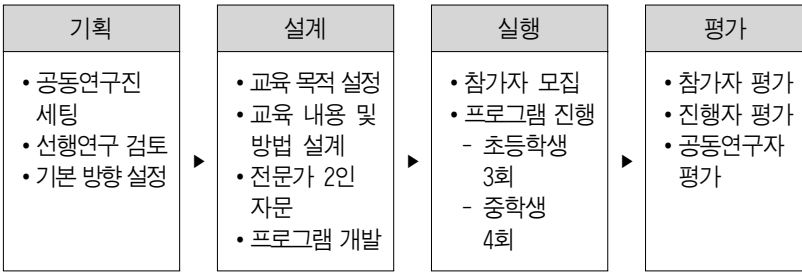 기획
• 공동연구진
세팅
• 선행연구 검토
• 기본 방향 설정
▶
설계
• 교육 목적 설정
• 교육 내용 및
방법 설계
• 전문가 2인
자문
• 프로그램 개발
▶
실행
• 참가자 모집
• 프로그램 진행
- 초등학생
3회
- 중학생
4회
▶
평가
• 참가자 평가
• 진행자 평가
• 공동연구자
평가